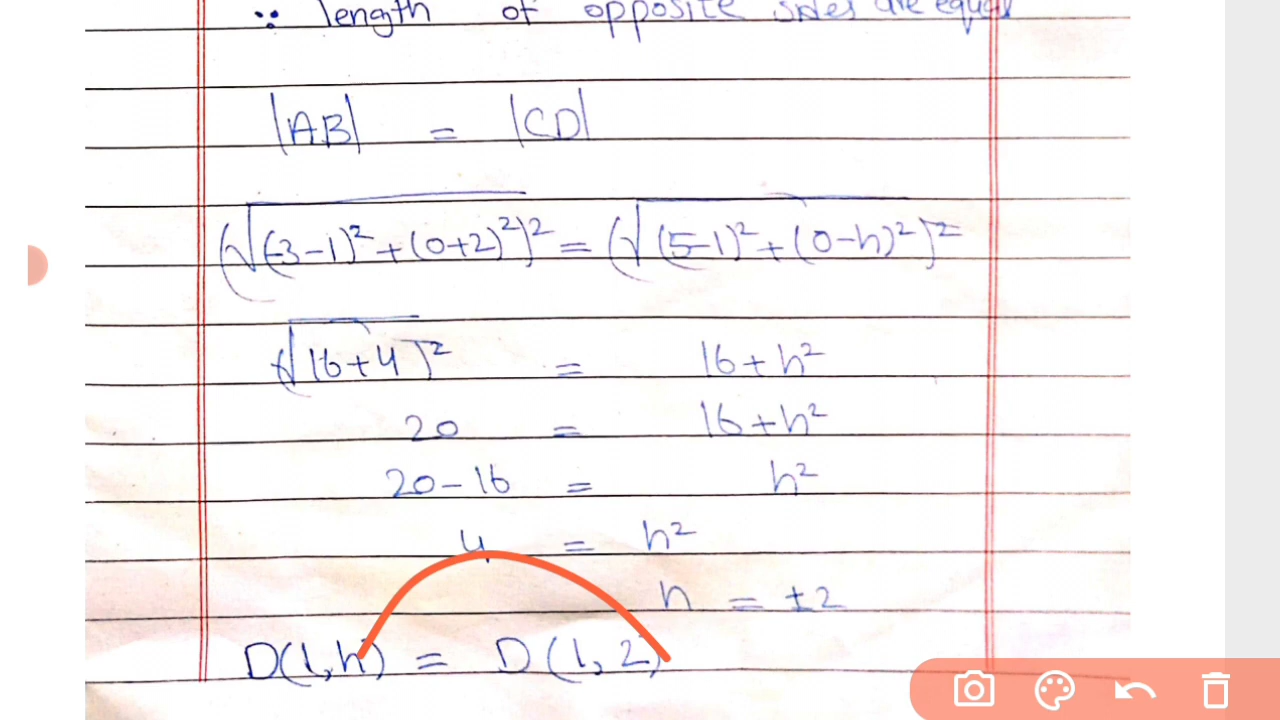 ∵ length of opposite sides are equal
|AB| = |CD|
(√(-3-1)²+(0+2)²)² = (√(5-1)²+(0-h)²)²
(√16+4)² = 16+h²
20 = 16+h²
20-16 = h²
4 = h²
h = ±2
D(1,h) = D(1,2)